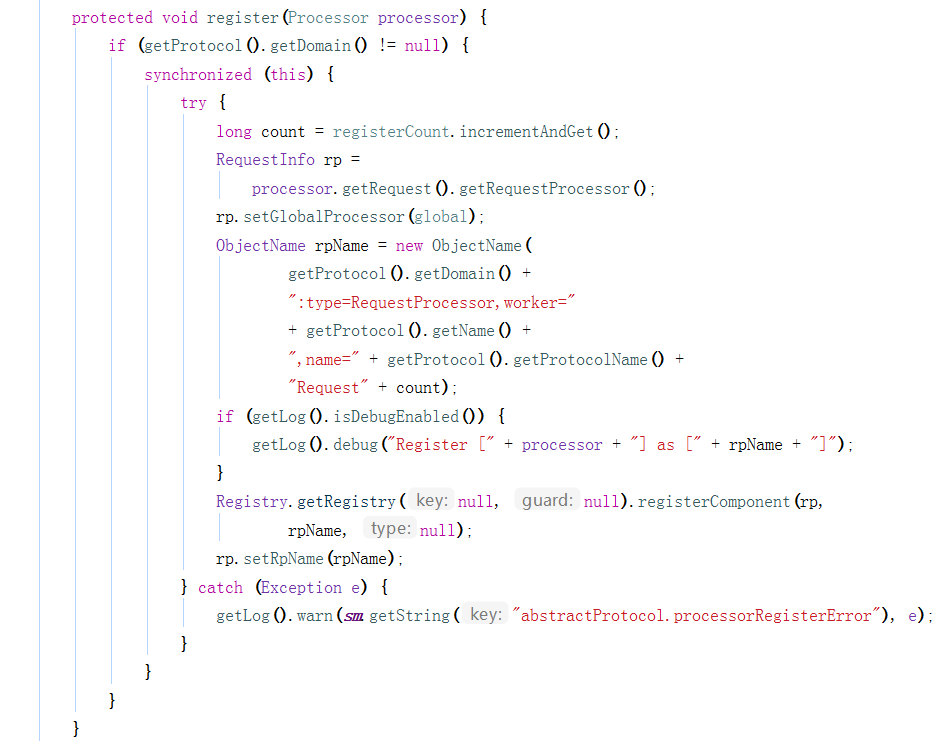 protected void register(Processor processor) {
    if (getProtocol().getDomain() != null) {
        synchronized (this) {
            try {
                long count = registerCount.incrementAndGet();
                RequestInfo rp =
                    processor.getRequest().getRequestProcessor();
                rp.setGlobalProcessor(global);
                ObjectName rpName = new ObjectName(
                        getProtocol().getDomain() +
                        ":type=RequestProcessor,worker="
                        + getProtocol().getName() +
                        ",name=" + getProtocol().getProtocolName() +
                        "Request" + count);
                if (getLog().isDebugEnabled()) {
                    getLog().debug("Register [" + processor + "] as [" + rpName + "]");
                }
                Registry.getRegistry( key: null, guard: null).registerComponent(rp,
                        rpName, type: null);
                rp.setRpName(rpName);
            } catch (Exception e) {
                getLog().warn(sm.getString( key: "abstractProtocol.processorRegisterError"), e);
            }
        }
    }
}